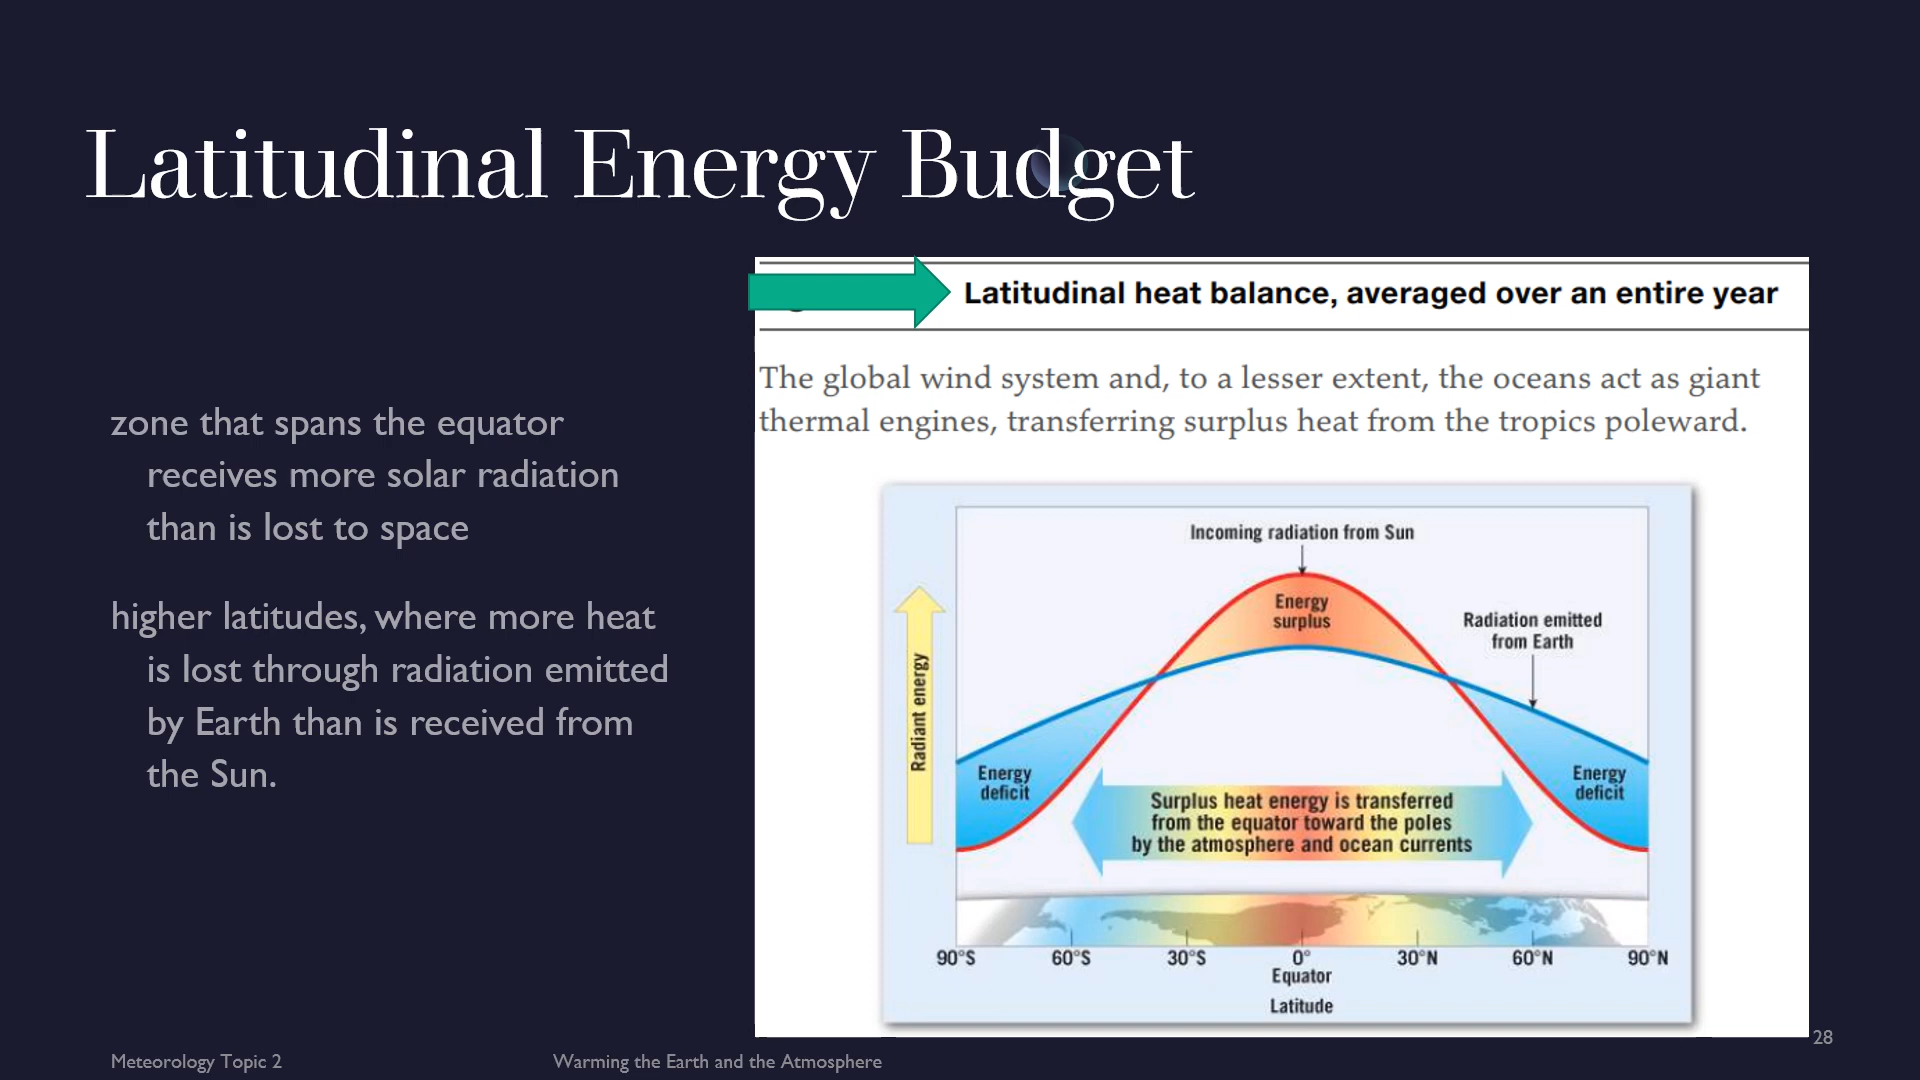 Latitudinal Energy Budget
zone that spans the equator
receives more solar radiation
than is lost to space
higher latitudes, where more heat
is lost through radiation emitted
by Earth than is received from
the Sun.
Latitudinal heat balance, averaged over an entire year
The global wind system and, to a lesser extent, the oceans act as giant
thermal engines, transferring surplus heat from the tropics poleward.
Incoming radiation from Sun
Energy
surplus
Radiation emitted
from Earth
Radiant energy
Energy
deficit
Energy
deficit
Surplus heat energy is transferred
from the equator toward the poles
by the atmosphere and ocean currents
90°S 60°S 30°S 0° 30°N 60°N 90°N
Equator
Latitude
28
Meteorology Topic 2 Warming the Earth and the Atmosphere